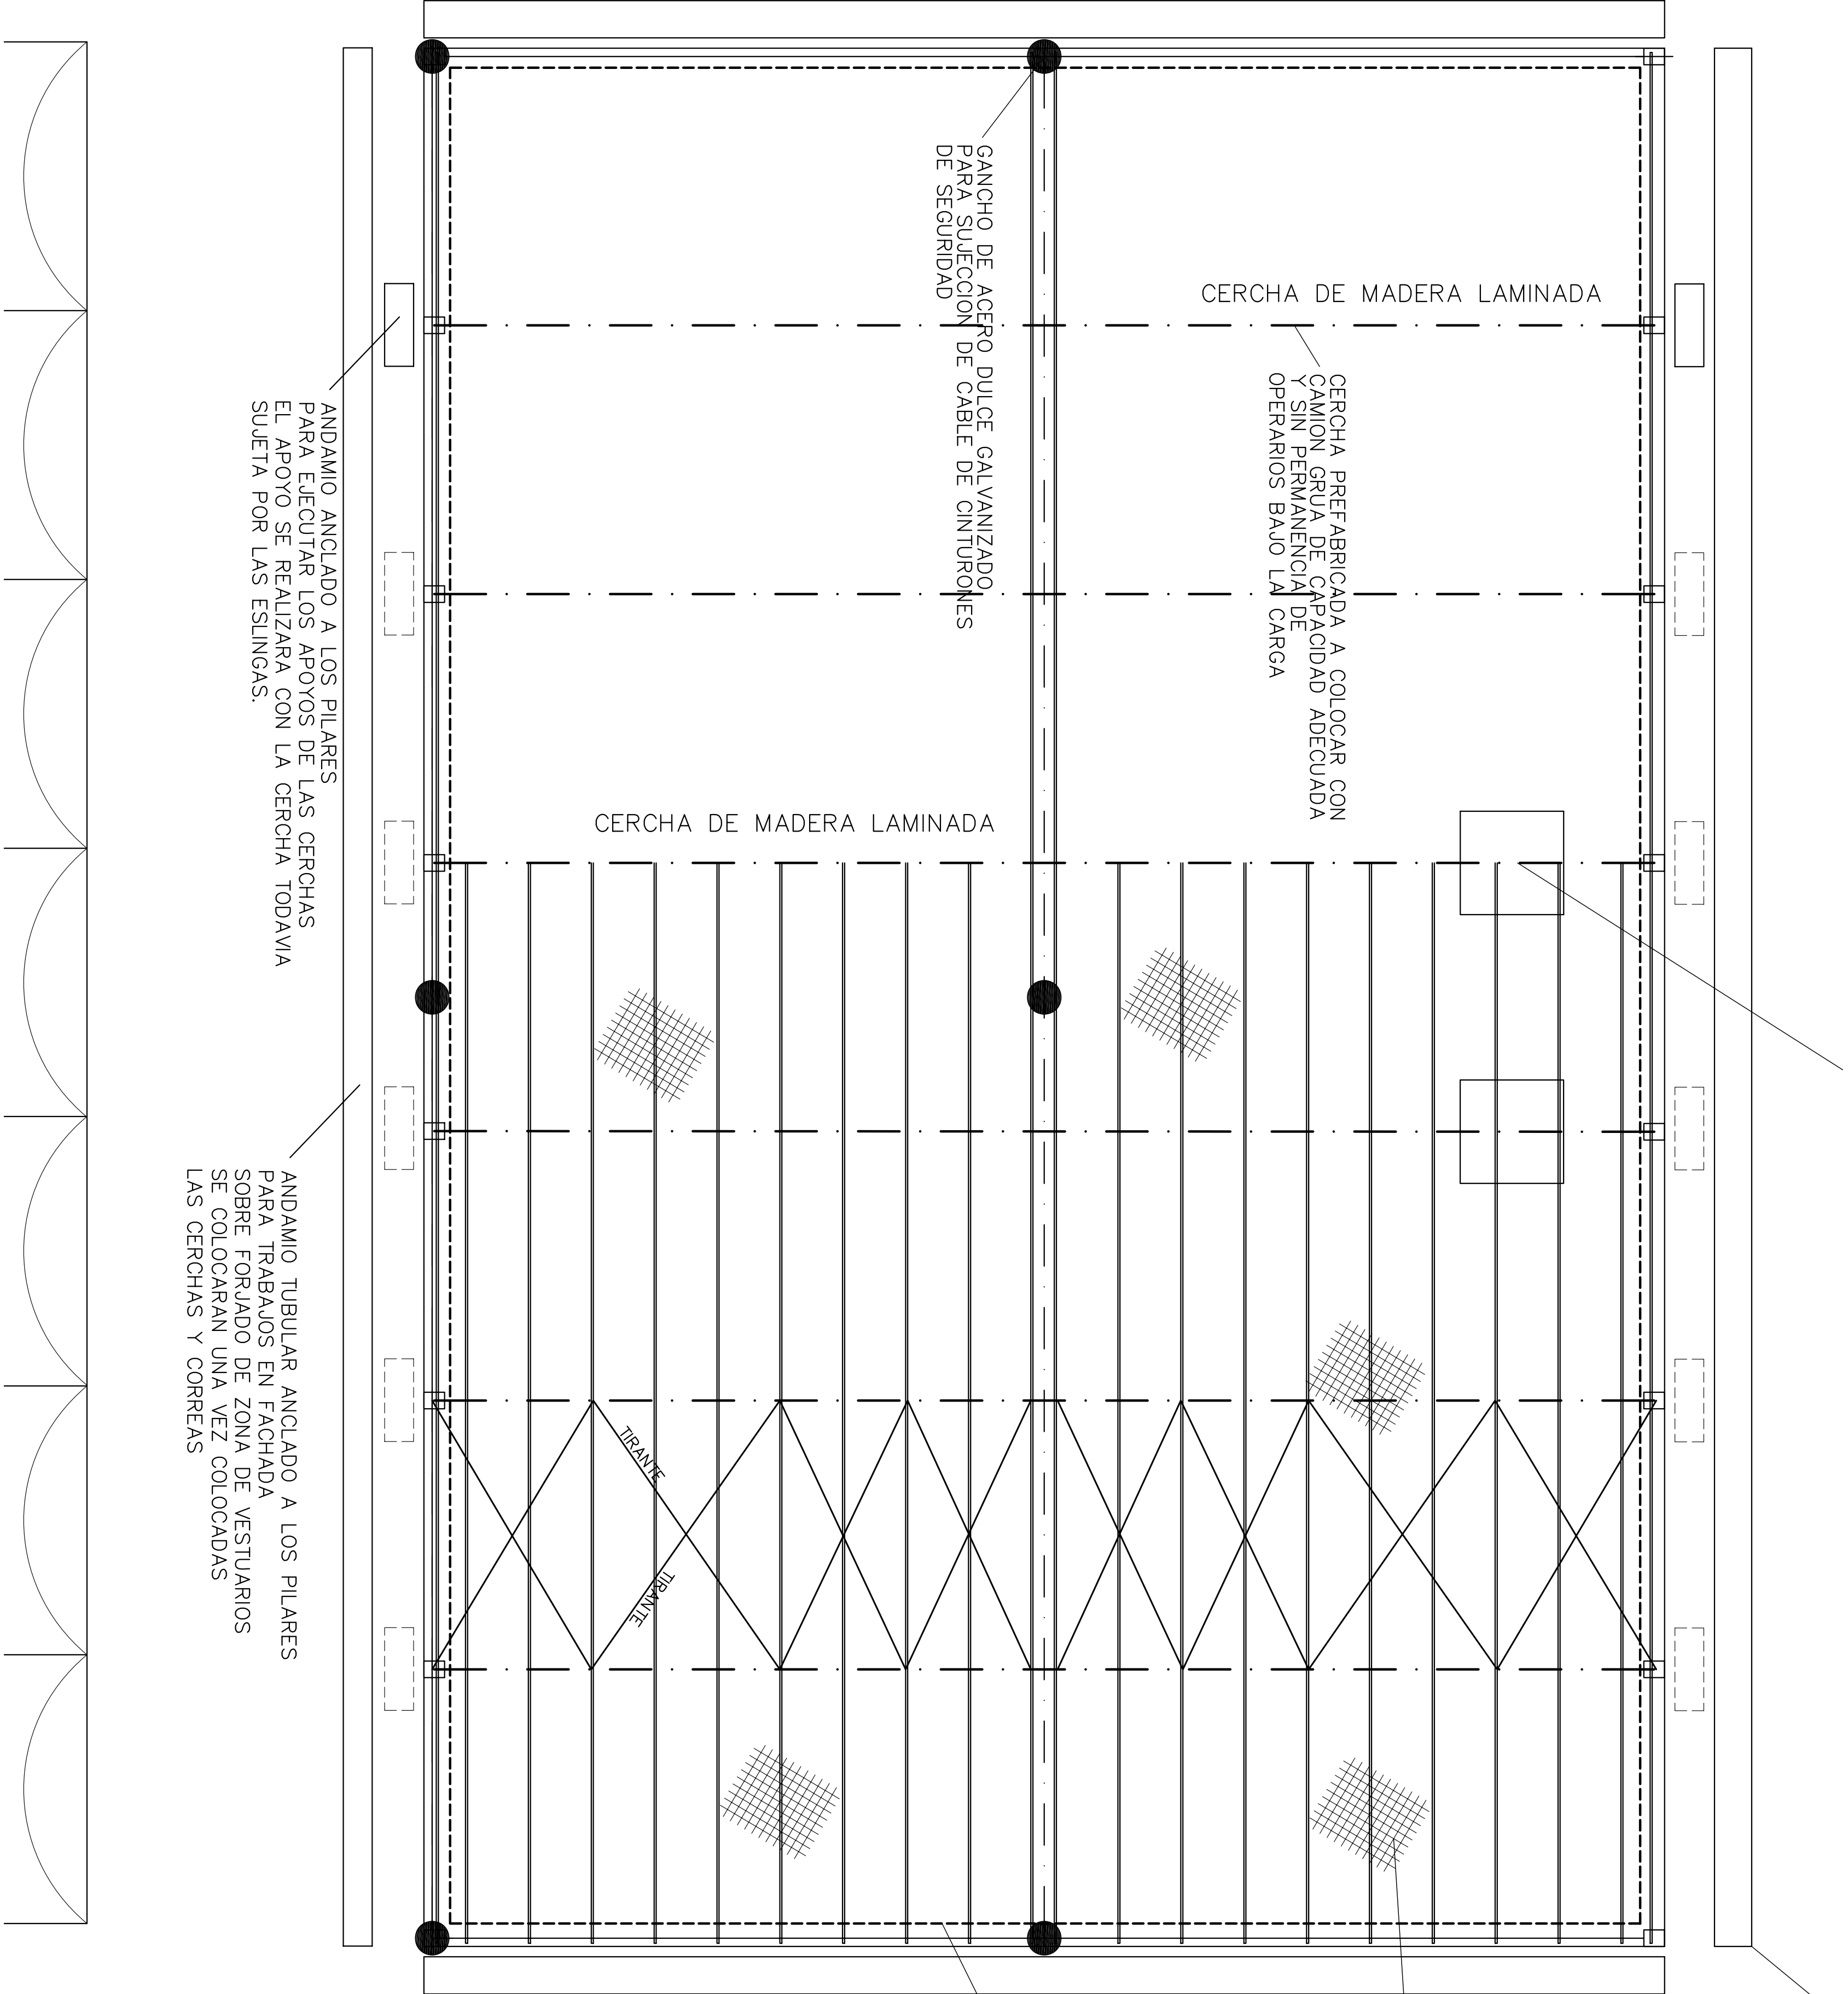 CERCHA DE MADERA LAMINADA
GANCHO DE ACERO DULCE GALVANIZADO
PARA SUJECCION DE CABLE DE CINTURONES
DE SEGURIDAD
CERCHA PREFABRICADA A COLOCAR CON
CAMION GRUA DE CAPACIDAD ADECUADA
Y SIN PERMANENCIA DE
OPERARIOS BAJO LA CARGA
ANDAMIO ANCLADO A LOS PILARES
PARA EJECUTAR LOS APOYOS DE LAS CERCHAS
EL APOYO SE REALIZARA CON LA CERCHA TODAVIA
SUJETA POR LAS ESLINGAS.
CERCHA DE MADERA LAMINADA
ANDAMIO TUBULAR ANCLADO A LOS PILARES
PARA TRABAJOS EN FACHADA
SOBRE FORJADO DE ZONA DE VESTUARIOS
SE COLOCARAN UNA VEZ COLOCADAS
LAS CERCHAS Y CORREAS
TIRANTE
TIRANTE